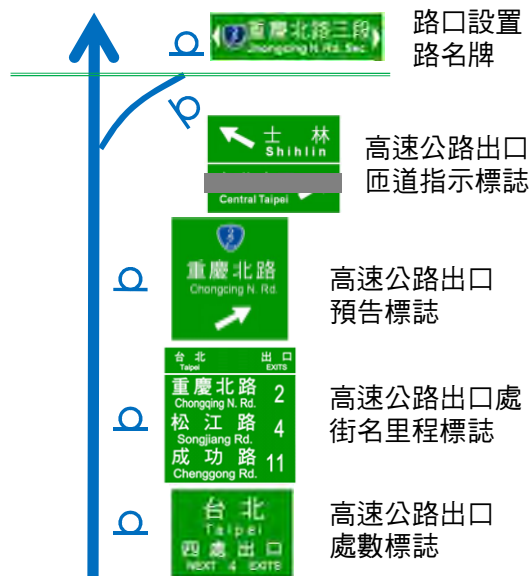 重慶北路三段
Chongqing N. Rd. Sec.
路口設置
路名牌
士林
Shihlin
Central Taipei
高速公路出口
匝道指示標誌
重慶北路
Chongcing N. Rd.
高速公路出口
預告標誌
台北 出口
Taipei EXITS
重慶北路 2
Chongqing N. Rd.
松江路 4
Songjiang Rd.
成功路 11
Chenggong Rd.
高速公路出口處
街名里程標誌
台北
Taipei
四處出口
NEXT 4 EXITS
高速公路出口
處數標誌